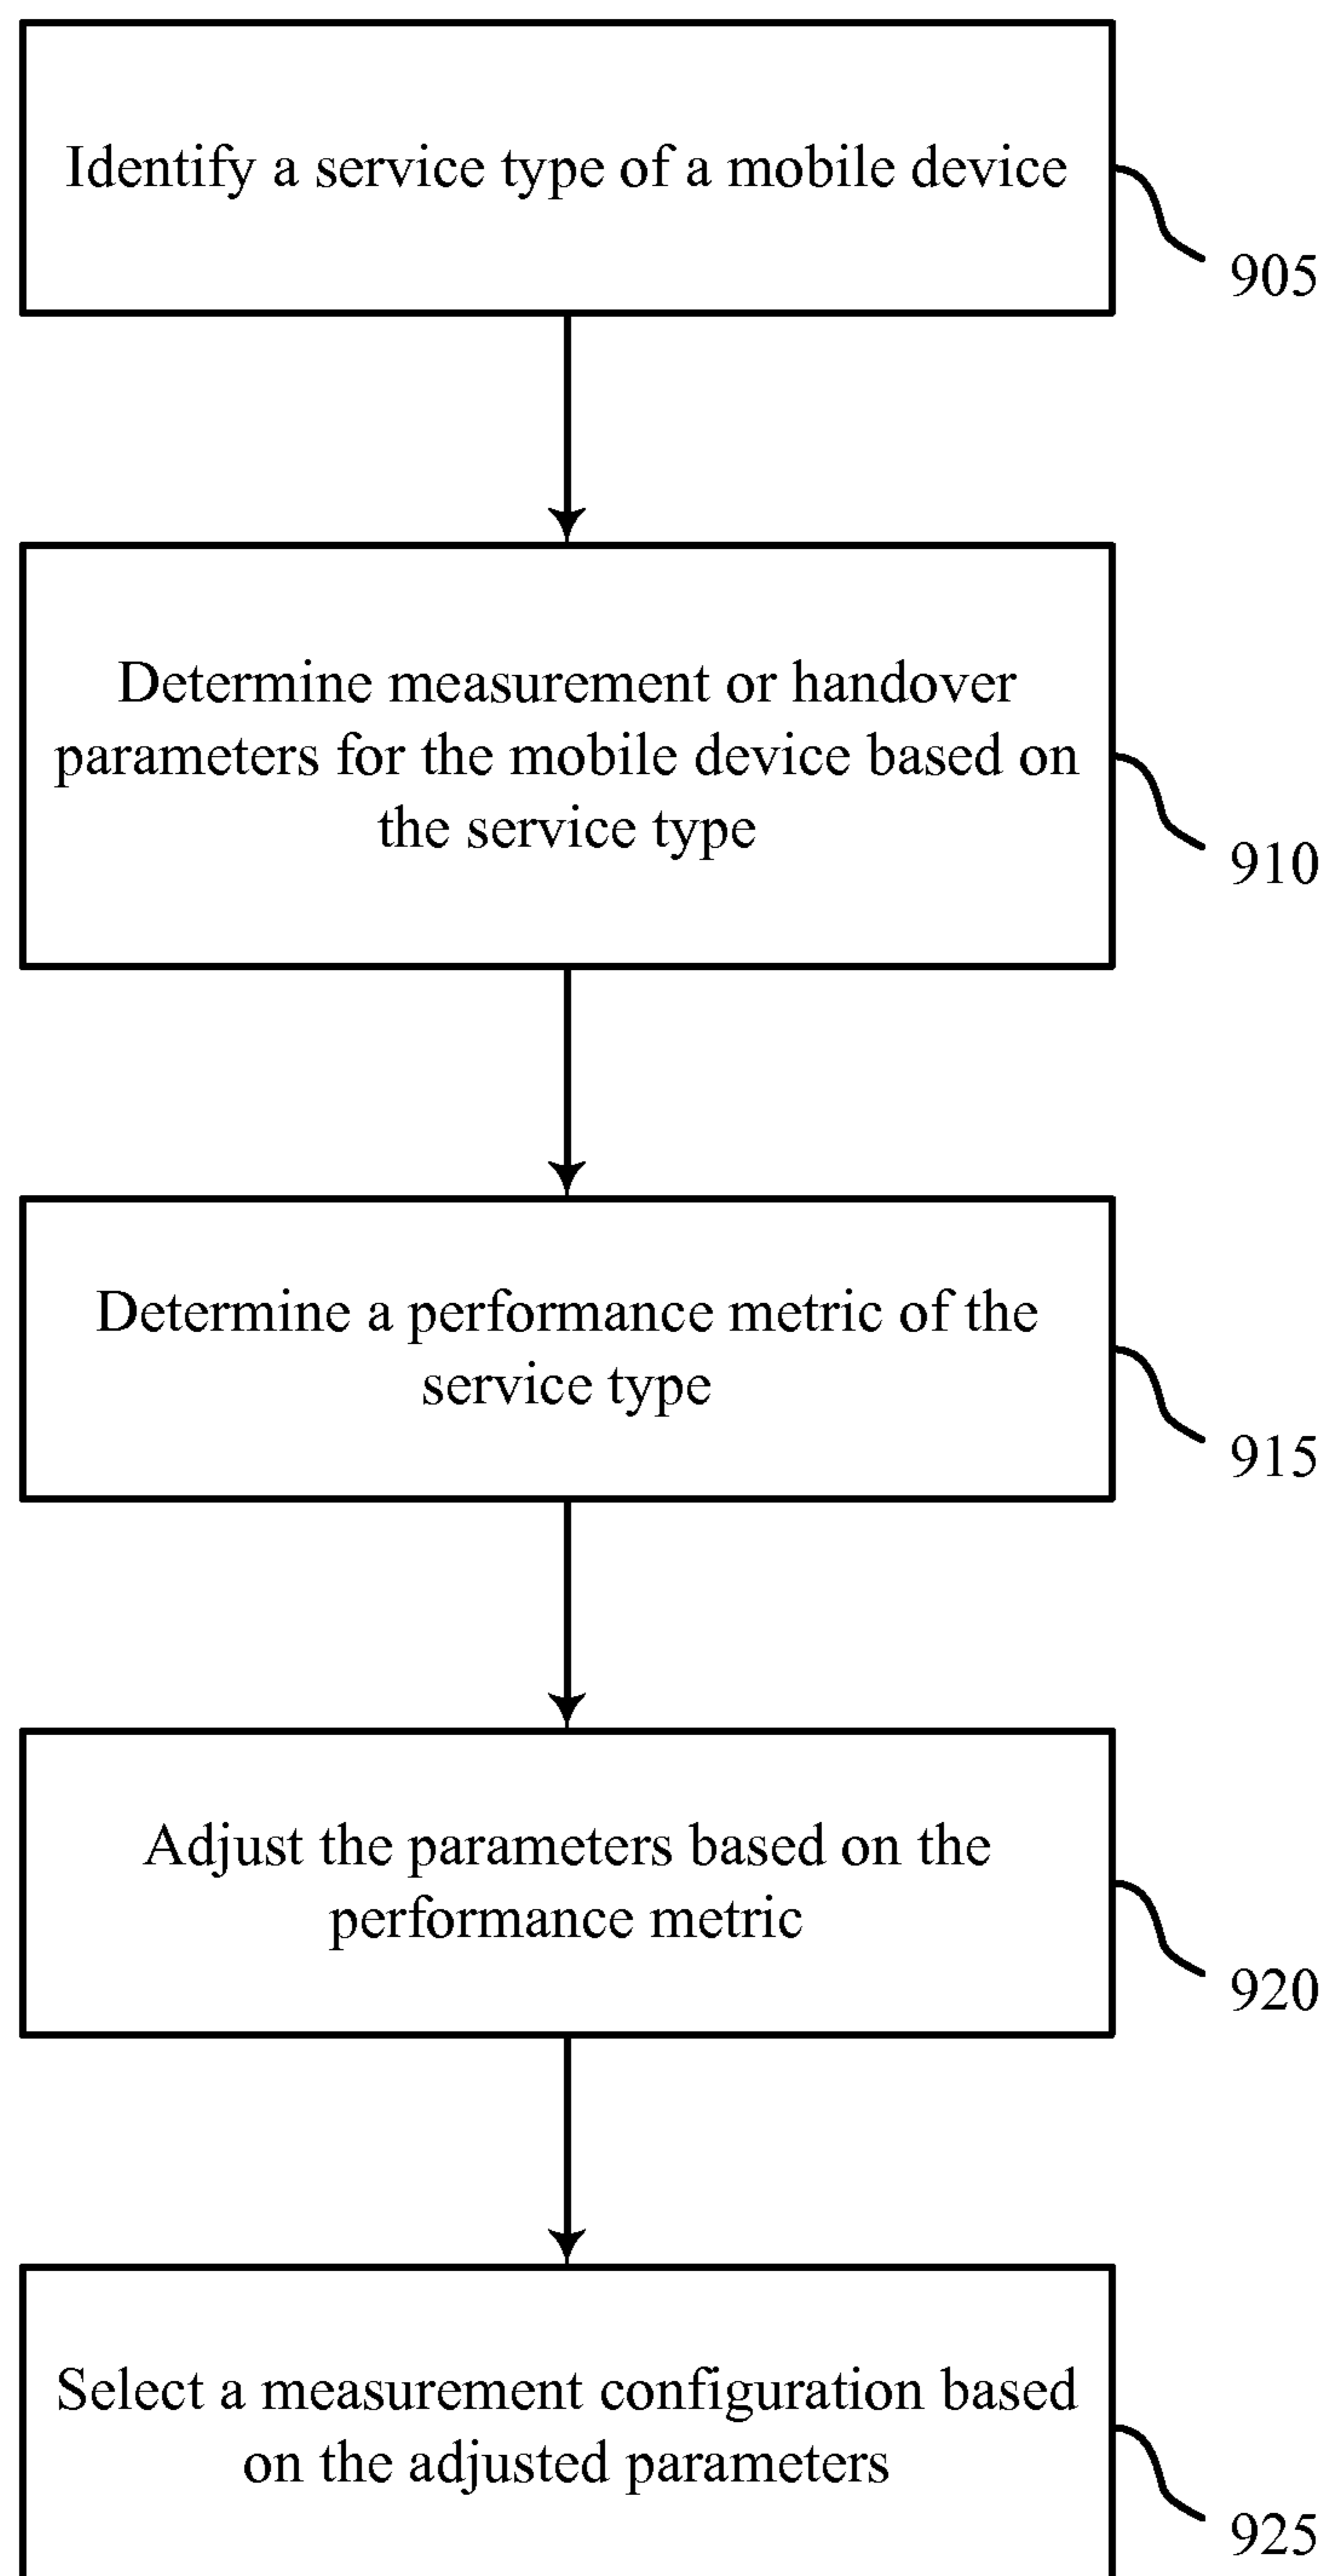 Identify a service type of a mobile device
905
Determine measurement or handover
parameters for the mobile device based on
the service type
910
Determine a performance metric of the
service type
915
Adjust the parameters based on the
performance metric
920
Select a measurement configuration based
on the adjusted parameters
925